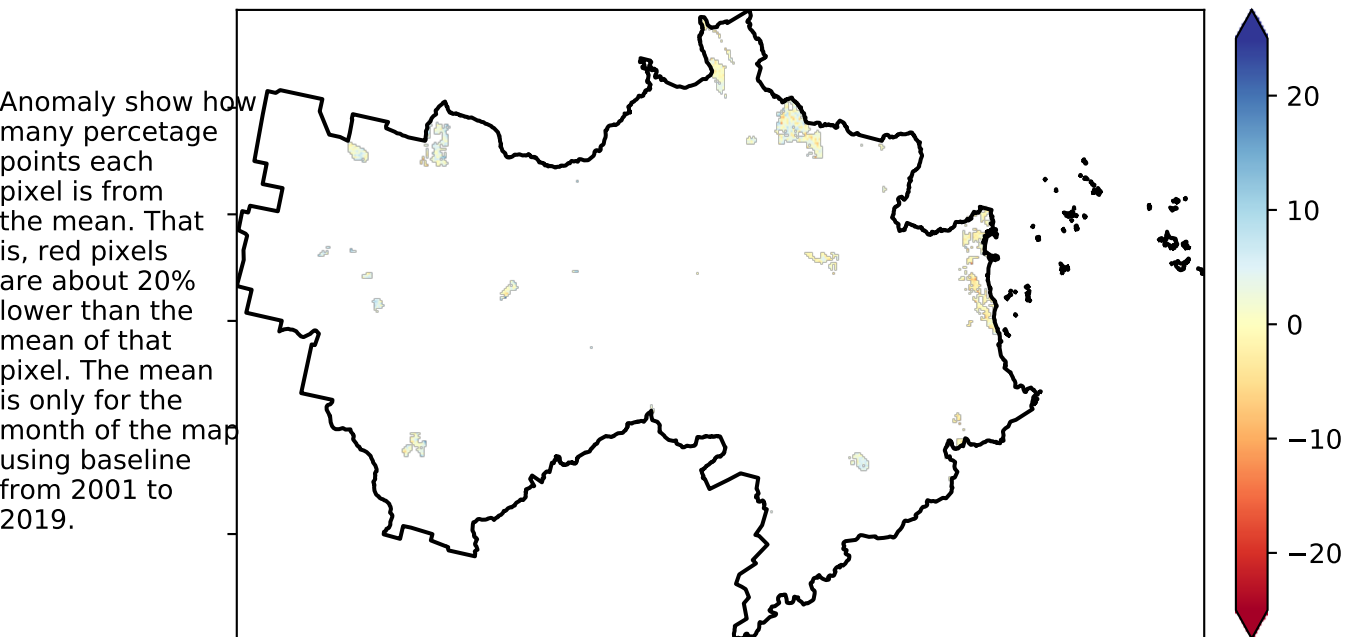 Anomaly show how
many percetage
points each
pixel is from
the mean. That
is, red pixels
are about 20%
lower than the
mean of that
pixel. The mean
is only for the
month of the map
using baseline
from 2001 to
2019.
20
10
0
−10
−20